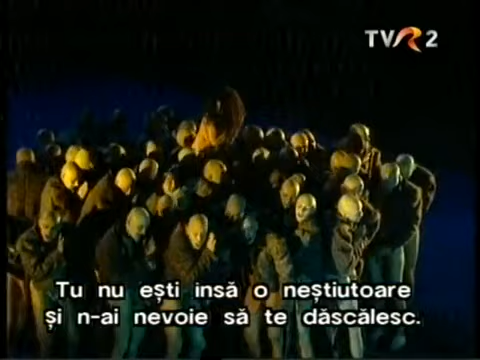 TVR2
Tu nu ești însă o neștiutoare
și n-ai nevoie să te dăscălesc.